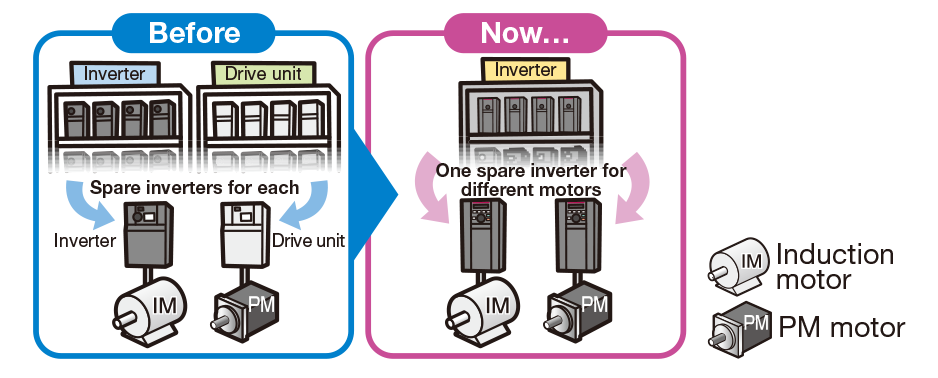 Before
Inverter
Drive unit
Spare inverters for each
Inverter
Drive unit
IM
PM
Now...
Inverter
One spare inverter for
different motors
IM
PM
IM
Induction
motor
PM
PM motor